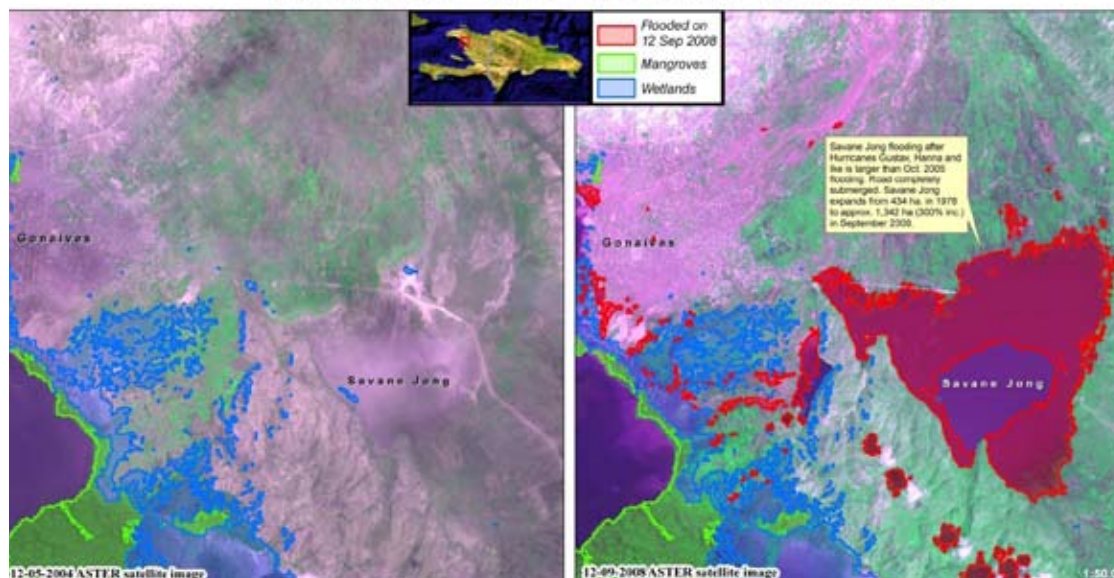 Flooded on
12 Sep 2008
Mangroves
Wetlands
Gonaives
Savane Jong
12-05-2004 ASTER satellite image
Savane Jong flooding after
Hurricanes Gustav, Hanna and
Ike is larger than Oct. 2005
flooding. Road completely
submerged. Savane Jong
expands from 434 ha. in 1978
to approx. 1,342 ha (300% inc.)
in September 2008.
Gonaives
Savane Jong
12-09-2008 ASTER satellite image